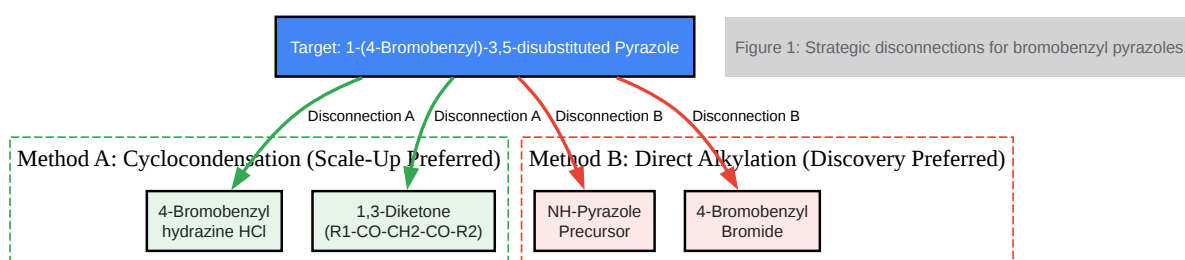 Target: 1-(4-Bromobenzyl)-3,5-disubstituted Pyrazole
Figure 1: Strategic disconnections for bromobenzyl pyrazoles
Disconnection A
Disconnection A
Disconnection B
Disconnection B
Method A: Cyclocondensation (Scale-Up Preferred)
Method B: Direct Alkylation (Discovery Preferred)
4-Bromobenzyl
hydrazine HCl
1,3-Diketone
(R1-CO-CH2-CO-R2)
NH-Pyrazole
Precursor
4-Bromobenzyl
Bromide